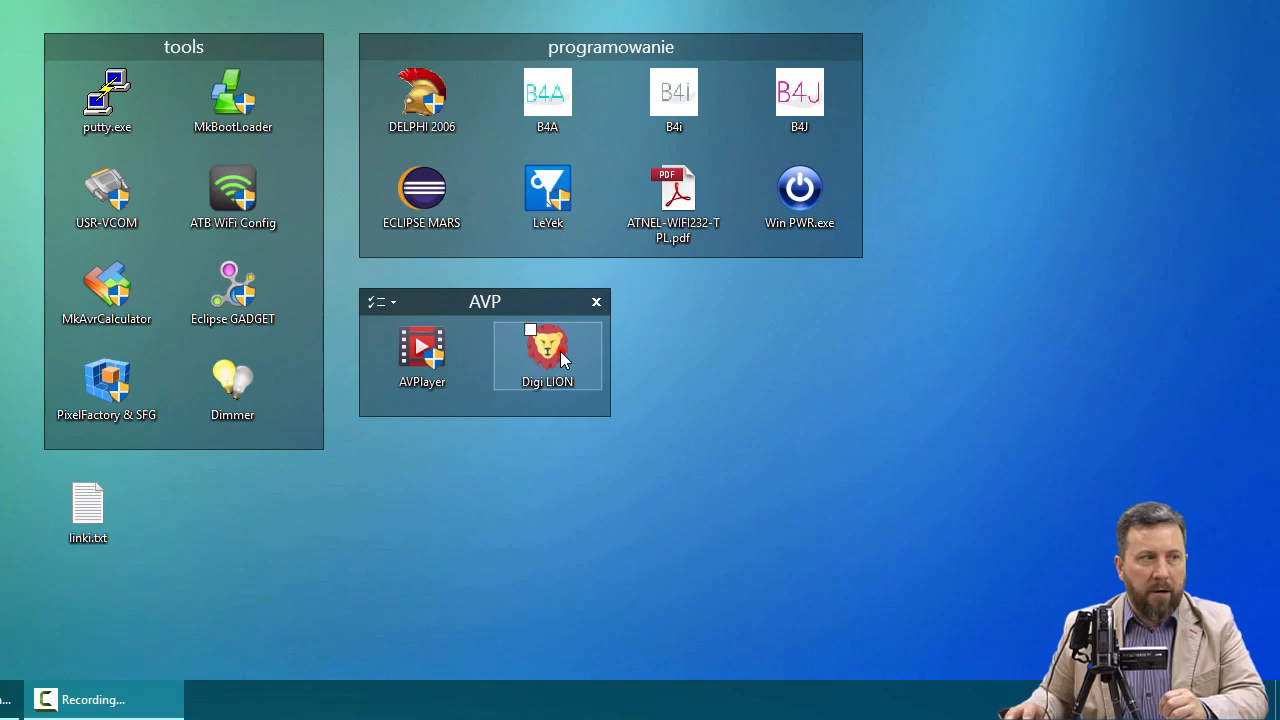 tools
putty.exe
MkBootLoader
USR-VCOM
ATB WiFi Config
MkAvrCalculator
Eclipse GADGET
PixelFactory & SFG
Dimmer
linki.txt
programowanie
DELPHI 2006
B4A
B4A
B4i
B4i
B4J
B4J
ECLIPSE MARS
LeYek
PDF
ATNEL-WIFI232-T
PL.pdf
Win PWR.exe
AVP
AVPlayer
Digi LION
Recording...